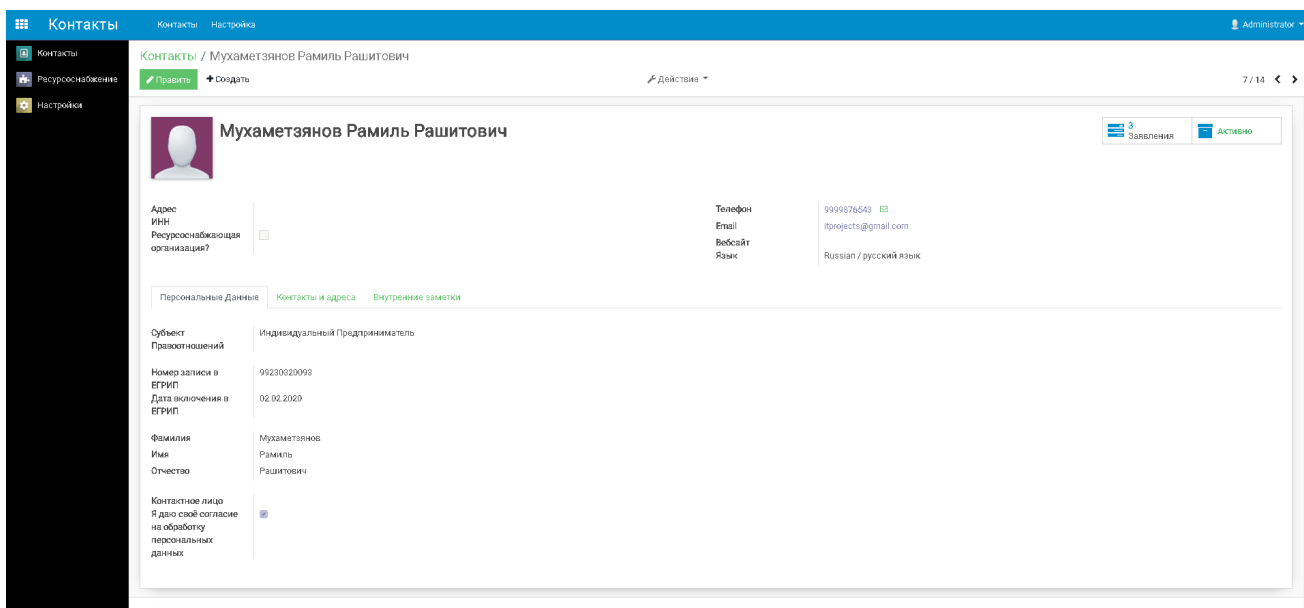 Контакты Контакты Настройка Administrator
Контакты
Ресурсоснабжение
Настройки
Контакты / Мухаметзянов Рамиль Рашитович
Править Создать Действие 7 / 14
Мухаметзянов Рамиль Рашитович
3
Заявления
Активно
Адрес
ИНН
Ресурсоснабжающая
организация?
Телефон 9999876543
Email itprojects@gmail.com
Вебсайт
Язык Russian / русский язык
Персональные Данные Контакты и адреса Внутренние заметки
Субъект Индивидуальный Предприниматель
Правоотношений
Номер записи в 99230320093
ЕГРИП
Дата включения в 02.02.2020
ЕГРИП
Фамилия Мухаметзянов
Имя Рамиль
Отчество Рашитович
Контактное лицо
Я даю своё согласие
на обработку
персональных
данных